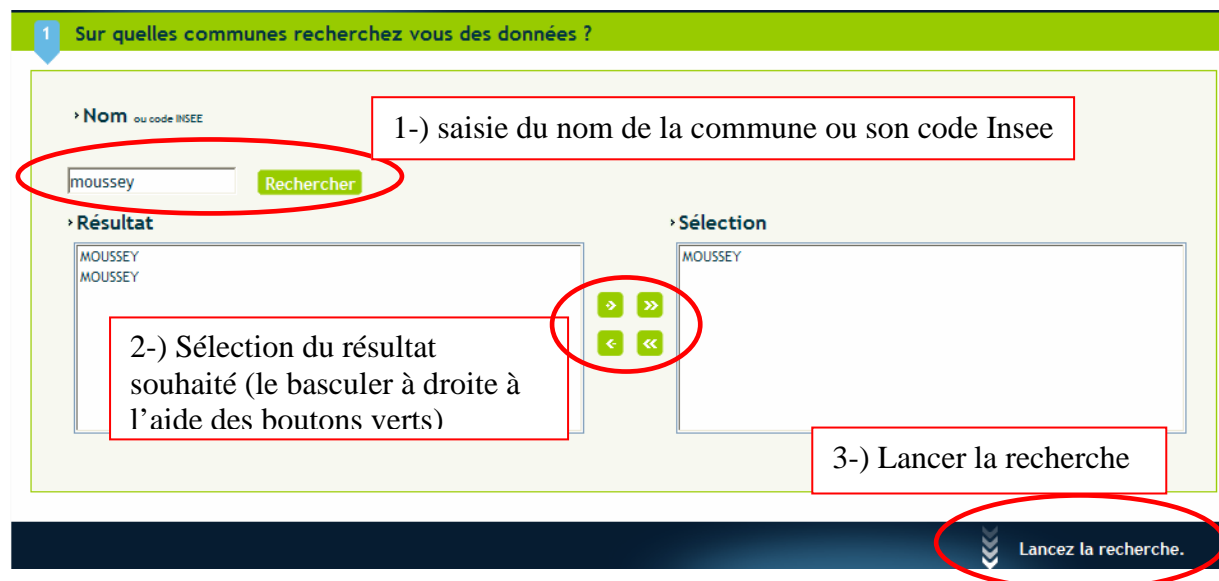 1 Sur quelles communes recherchez vous des données ?
› Nom ou code INSEE
1-) saisie du nom de la commune ou son code Insee
moussey Rechercher
› Résultat
› Sélection
MOUSSEY
MOUSSEY
MOUSSEY
2-) Sélection du résultat
souhaité (le basculer à droite à
l’aide des boutons verts)
3-) Lancer la recherche
Lancez la recherche.